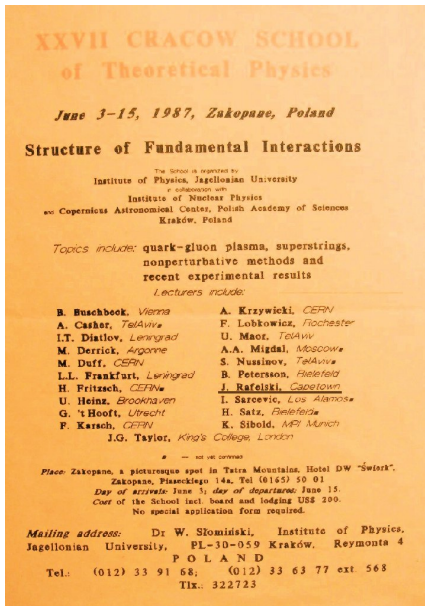 XXVII CRACOW SCHOOL
of Theoretical Physics
June 3-15, 1987, Zakopane, Poland
Structure of Fundamental Interactions
The School is organized by
Institute of Physics, Jagellonian University
in collaboration with
Institute of Nuclear Physics
and Copernicus Astronomical Center, Polish Academy of Sciences
Kraków, Poland
Topics include: quark-gluon plasma, superstrings,
nonperturbative methods and
recent experimental results
Lecturers include:
B. Buschbeck, Vienna
A. Casher, TelAviv*
I.T. Diatlov, Leningrad
M. Derrick, Argonne
M. Duff, CERN
L.L. Frankfurt, Leningrad
H. Fritzsch, CERN*
U. Heinz, Brookhaven
G. 't Hooft, Utrecht
F. Karsch, CERN
A. Krzywicki, CERN
F. Lobkowicz, Rochester
U. Maor, TelAviv
A.A. Migdal, Moscow*
S. Nussinov, TelAviv*
B. Petersson, Bielefeld
J. Rafelski, Capetown
I. Sarcevic, Los Alamos*
H. Satz, Bielefeld*
K. Sibold, MPI Munich
J.G. Taylor, King's College, London
* — not yet confirmed
Place: Zakopane, a picturesque spot in Tatra Mountains, Hotel DW "Świerk",
Zakopane, Piaseckiego 14a, Tel (0165) 50 01
Day of arrival: June 3; day of departure: June 15.
Cost of the School incl. board and lodging US$ 200.
No special application form required.
Mailing address: Dr W. Słomiński, Institute of Physics,
Jagellonian University, PL-30-059 Kraków, Reymonta 4
POLAND
Tel.: (012) 33 91 68; (012) 33 63 77 ext 568
Tlx.: 322723